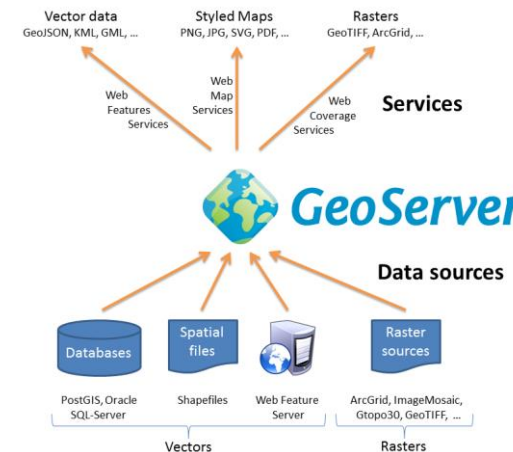 Vector data
GeoJSON, KML, GML, ...
Styled Maps
PNG, JPG, SVG, PDF, ...
Rasters
GeoTIFF, ArcGrid, ...
Web
Features
Services
Web
Map
Services
Web
Coverage
Services
Services
GeoServer
Data sources
Databases
Spatial
files
Raster
sources
PostGIS, Oracle
SQL-Server
Shapefiles
Web Feature
Server
ArcGrid, ImageMosaic,
Gtopo30, GeoTIFF, ...
Vectors
Rasters